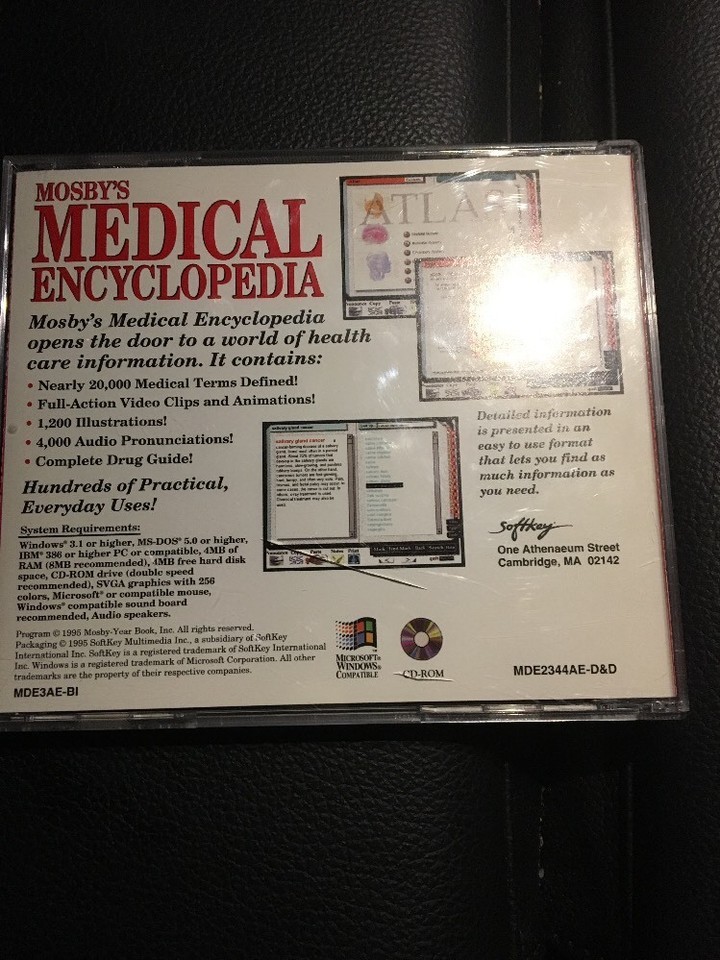 MOSBY'S
MEDICAL
ENCYCLOPEDIA
Mosby's Medical Encyclopedia
opens the door to a world of health
care information. It contains:
• Nearly 20,000 Medical Terms Defined!
• Full-Action Video Clips and Animations!
• 1,200 Illustrations!
• 4,000 Audio Pronunciations!
• Complete Drug Guide!
Hundreds of Practical,
Everyday Uses!
System Requirements:
Windows® 3.1 or higher, MS-DOS® 5.0 or higher,
IBM® 386 or higher PC or compatible, 4MB of
RAM (8MB recommended), 4MB free hard disk
space, CD-ROM drive (double speed
recommended), SVGA graphics with 256
colors, Microsoft® or compatible mouse,
Windows® compatible sound board
recommended, Audio speakers.
Program © 1995 Mosby-Year Book, Inc. All rights reserved.
Packaging © 1995 SoftKey Multimedia Inc., a subsidiary of SoftKey
International Inc. SoftKey is a registered trademark of SoftKey International
Inc. Windows is a registered trademark of Microsoft Corporation. All other
trademarks are the property of their respective companies.
MDE3AE-BI
ATLAS
salivary gland cancer
salivary gland cancer
Detailed information
is presented in an
easy to use format
that lets you find as
much information as
you need.
SoftKey
One Athenaeum Street
Cambridge, MA 02142
MICROSOFT®
WINDOWS®
COMPATIBLE
CD-ROM
MDE2344AE-D&D